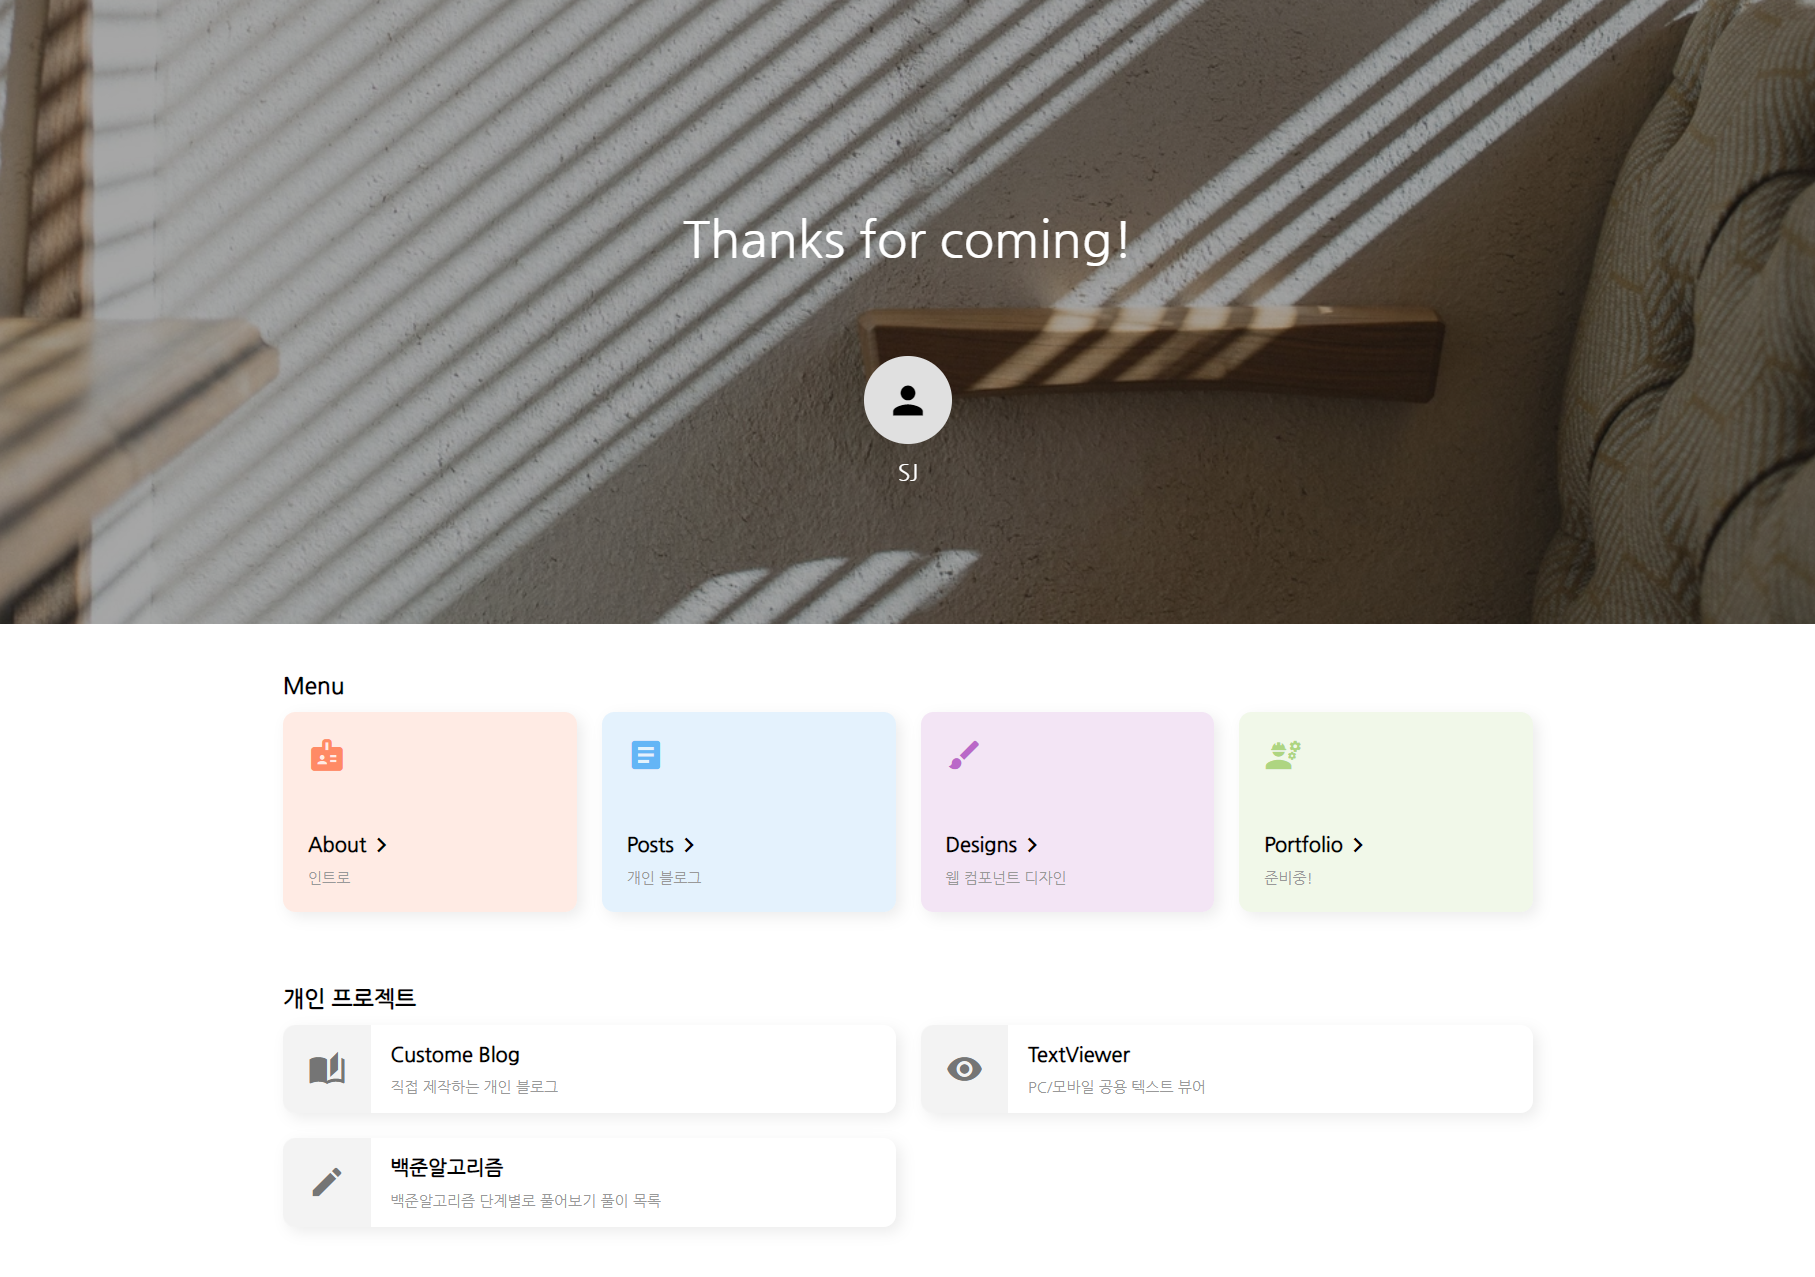 Thanks for coming!
SJ
Menu
About
인트로
Posts
개인 블로그
Designs
웹 컴포넌트 디자인
Portfolio
준비중!
개인 프로젝트
Custome Blog
직접 제작하는 개인 블로그
TextViewer
PC/모바일 공용 텍스트 뷰어
백준알고리즘
백준알고리즘 단계별로 풀어보기 풀이 목록